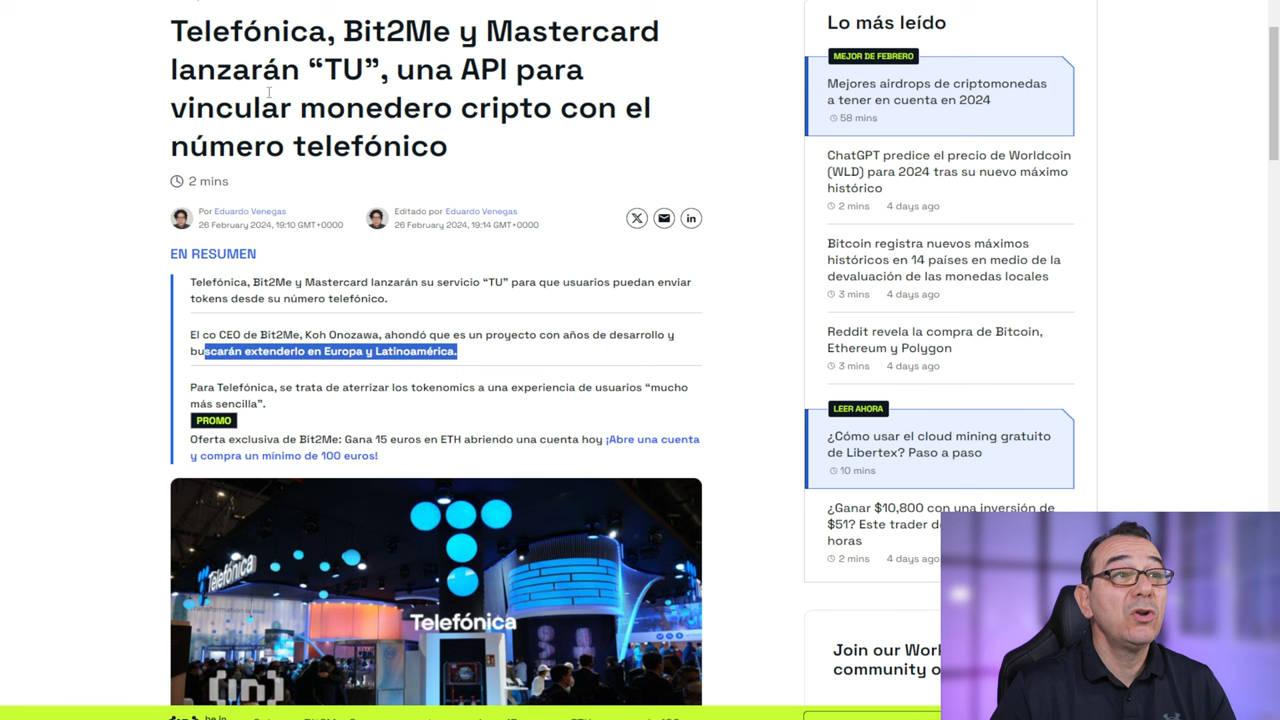 Telefónica, Bit2Me y Mastercard
lanzarán “TU”, una API para
vincular monedero cripto con el
número telefónico
2 mins
Por Eduardo Venegas
26 February 2024, 19:10 GMT+0000
Editado por Eduardo Venegas
26 February 2024, 19:14 GMT+0000
EN RESUMEN
Telefónica, Bit2Me y Mastercard lanzarán su servicio “TU” para que usuarios puedan enviar
tokens desde su número telefónico.
El co CEO de Bit2Me, Koh Onozawa, ahondó que es un proyecto con años de desarrollo y
buscarán extenderlo en Europa y Latinoamérica.
Para Telefónica, se trata de aterrizar los tokenomics a una experiencia de usuarios “mucho
más sencilla”.
PROMO
Oferta exclusiva de Bit2Me: Gana 15 euros en ETH abriendo una cuenta hoy ¡Abre una cuenta
y compra un mínimo de 100 euros!
Telefónica
Telefónica
[in]
Lo más leído
MEJOR DE FEBRERO
Mejores airdrops de criptomonedas
a tener en cuenta en 2024
58 mins
ChatGPT predice el precio de Worldcoin
(WLD) para 2024 tras su nuevo máximo
histórico
2 mins 4 days ago
Bitcoin registra nuevos máximos
históricos en 14 países en medio de la
devaluación de las monedas locales
3 mins 4 days ago
Reddit revela la compra de Bitcoin,
Ethereum y Polygon
3 mins 4 days ago
LEER AHORA
¿Cómo usar el cloud mining gratuito
de Libertex? Paso a paso
10 mins
¿Ganar $10,800 con una inversión de
$51? Este trader
horas
2 mins 4 days ago
Join our
community